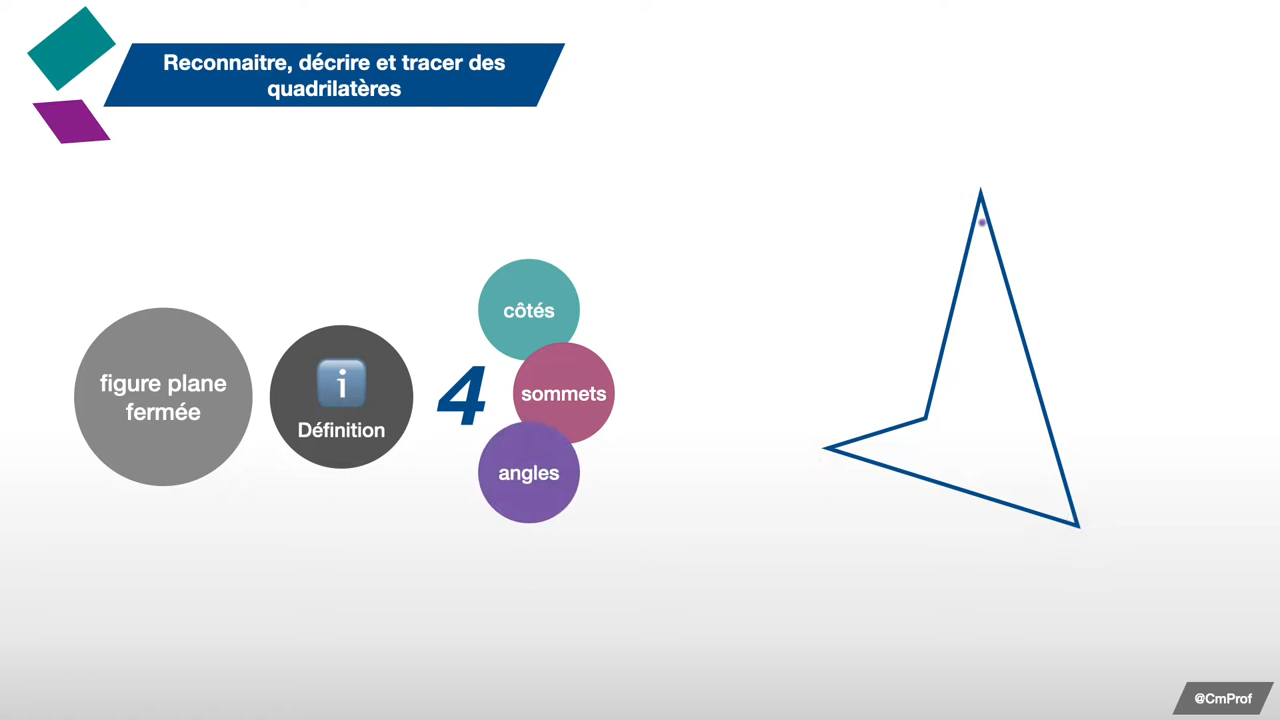 Reconnaitre, décrire et tracer des
quadrilatères
côtés
figure plane
fermée
i
Définition
4
sommets
angles
@CmProf